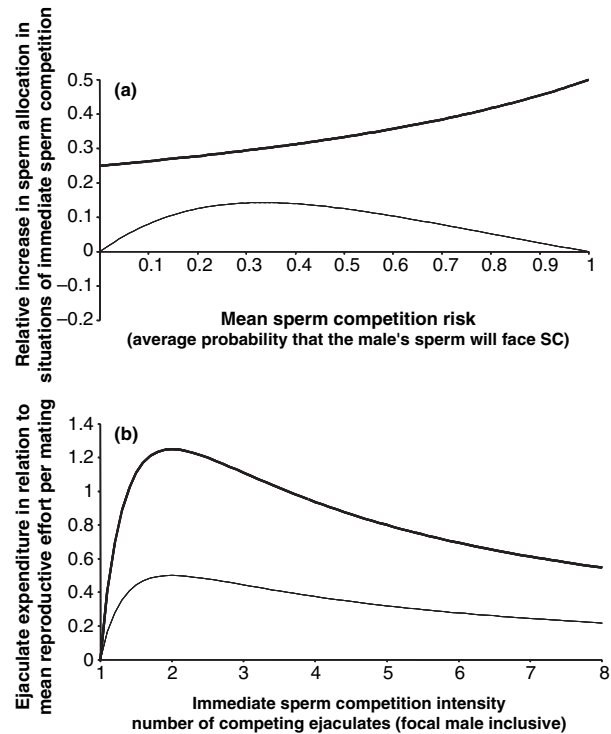 Relative increase in sperm allocation in
situations of immediate sperm competition
(a)
0.5
0.4
0.3
0.2
0.1
0
−0.1
−0.2
0.1 0.2 0.3 0.4 0.5 0.6 0.7 0.8 0.9 1
Mean sperm competition risk
(average probability that the male's sperm will face SC)
Ejaculate expenditure in relation to
mean reproductive effort per mating
(b)
1.4
1.2
1
0.8
0.6
0.4
0.2
0
1 2 3 4 5 6 7 8
Immediate sperm competition intensity
number of competing ejaculates (focal male inclusive)